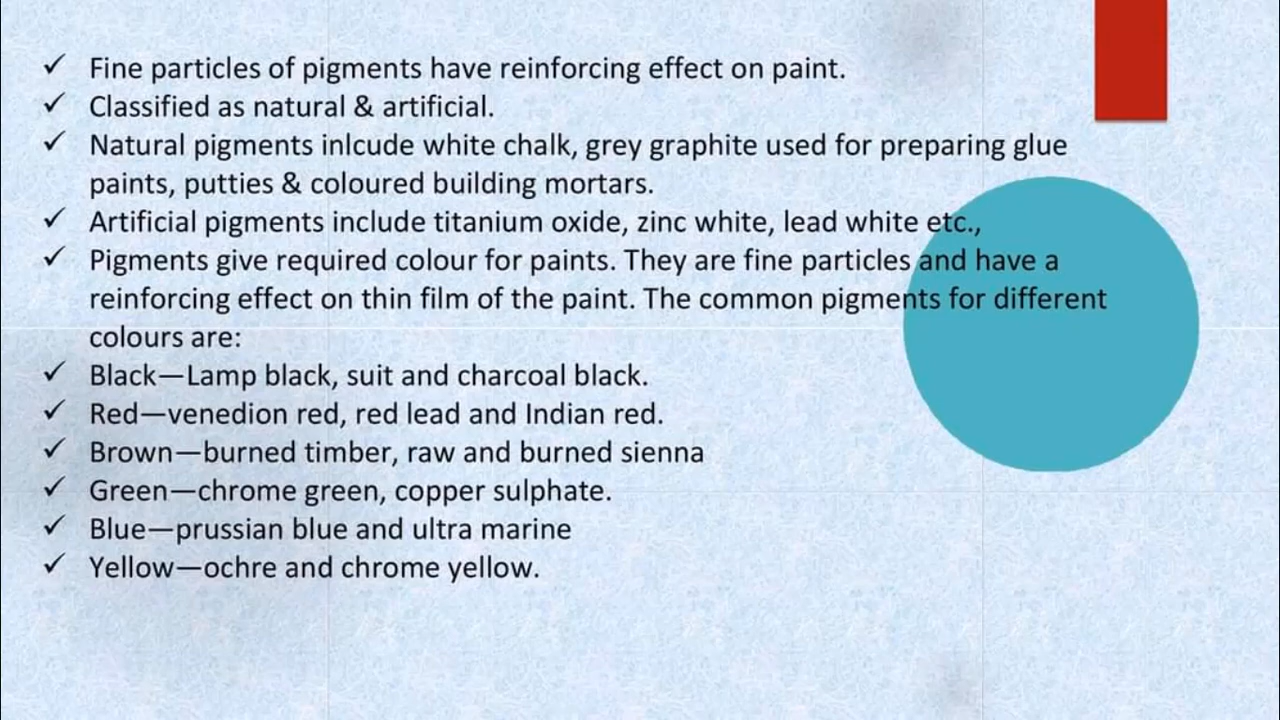 ✓ Fine particles of pigments have reinforcing effect on paint.
✓ Classified as natural & artificial.
✓ Natural pigments inlcude white chalk, grey graphite used for preparing glue
paints, putties & coloured building mortars.
✓ Artificial pigments include titanium oxide, zinc white, lead white etc.,
✓ Pigments give required colour for paints. They are fine particles and have a
reinforcing effect on thin film of the paint. The common pigments for different
colours are:
✓ Black—Lamp black, suit and charcoal black.
✓ Red—venedion red, red lead and Indian red.
✓ Brown—burned timber, raw and burned sienna
✓ Green—chrome green, copper sulphate.
✓ Blue—prussian blue and ultra marine
✓ Yellow—ochre and chrome yellow.